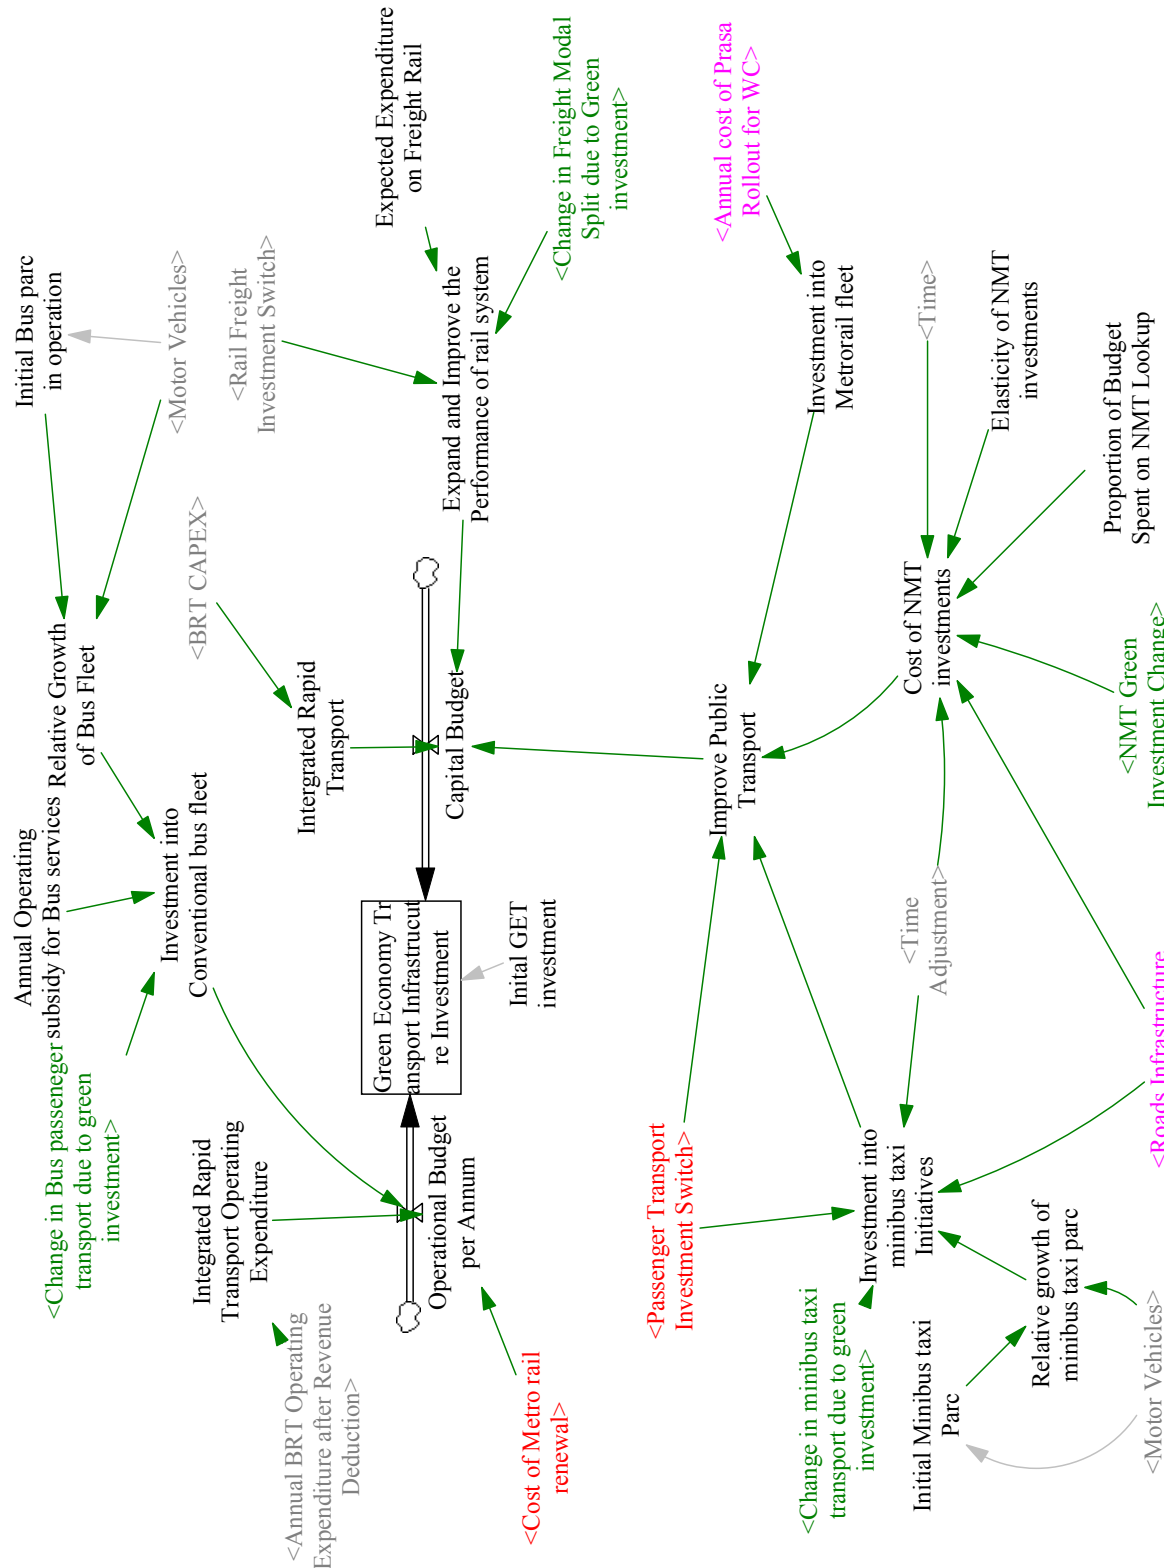 <Change in Bus passeneger
transport due to green
investment>
Annual Operating
subsidy for Bus services
Relative Growth
of Bus Fleet
Initial Bus parc
in operation
<Motor Vehicles>
Investment into
Conventional bus fleet
<BRT CAPEX>
<Rail Freight
Investment Switch>
Integrated Rapid
Transport Operating
Expenditure
Intergrated Rapid
Transport
<Annual BRT Operating
Expenditure after Revenue
Deduction>
Operational Budget
per Annum
Green Economy Tr
ansport Infrastrucut
re Investment
Capital Budget
Expand and Improve the
Performance of rail system
Expected Expenditure
on Freight Rail
<Cost of Metro rail
renewal>
Inital GET
investment
<Change in Freight Modal
Split due to Green
investment>
<Passenger Transport
Investment Switch>
Improve Public
Transport
<Annual cost of Prasa
Rollout for WC>
Investment into
Metrorail fleet
<Change in minibus taxi
transport due to green
investment>
Investment into
minibus taxi
Initiatives
<Time
Adjustment>
Cost of NMT
investments
<Time>
Initial Minibus taxi
Parc
Elasticity of NMT
investments
Relative growth of
minibus taxi parc
Proportion of Budget
Spent on NMT Lookup
<Motor Vehicles>
<Roads Infrastructure
<NMT Green
Investment Change>